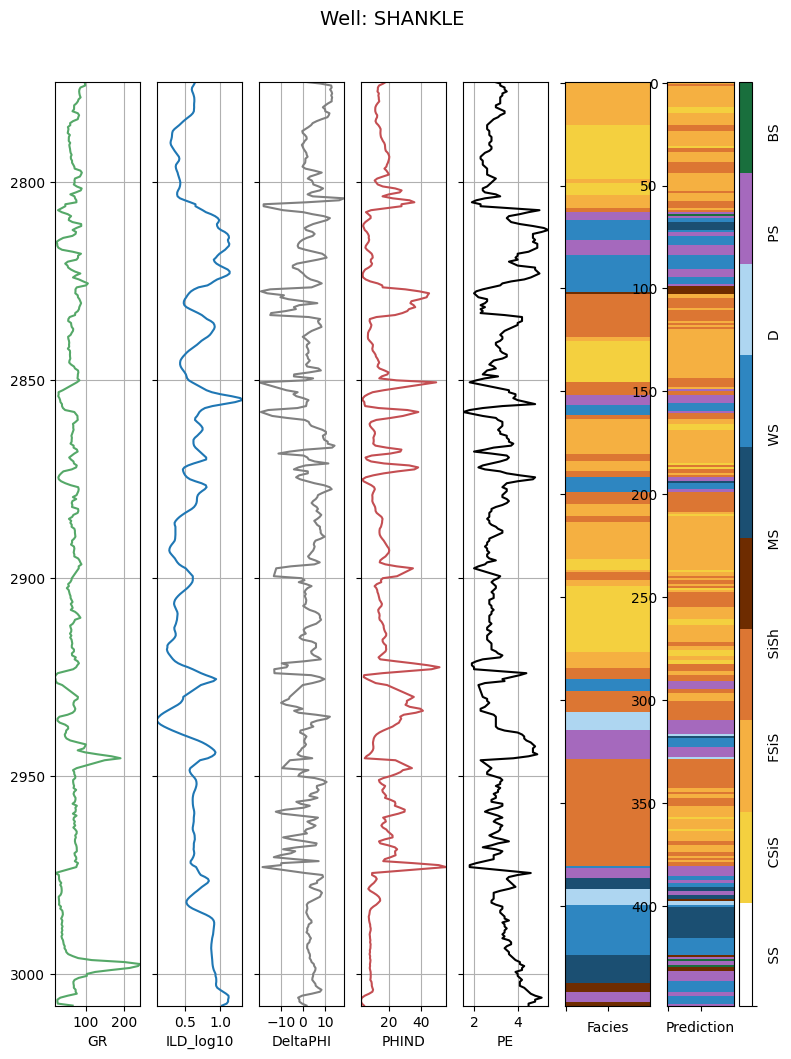 Well: SHANKLE
2800
2850
2900
2950
3000
0
50
100
150
200
250
300
350
400
BS
PS
D
WS
MS
SiSh
FSiS
CSiS
SS
100 200
0.5 1.0
−10 0 10
20 40
2 4
GR
ILD_log10
DeltaPHI
PHIND
PE
Facies
Prediction